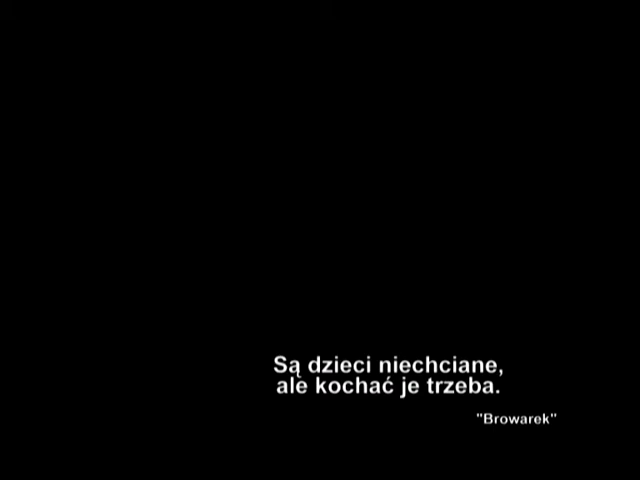 Są dzieci niechciane,
ale kochać je trzeba.
"Browarek"